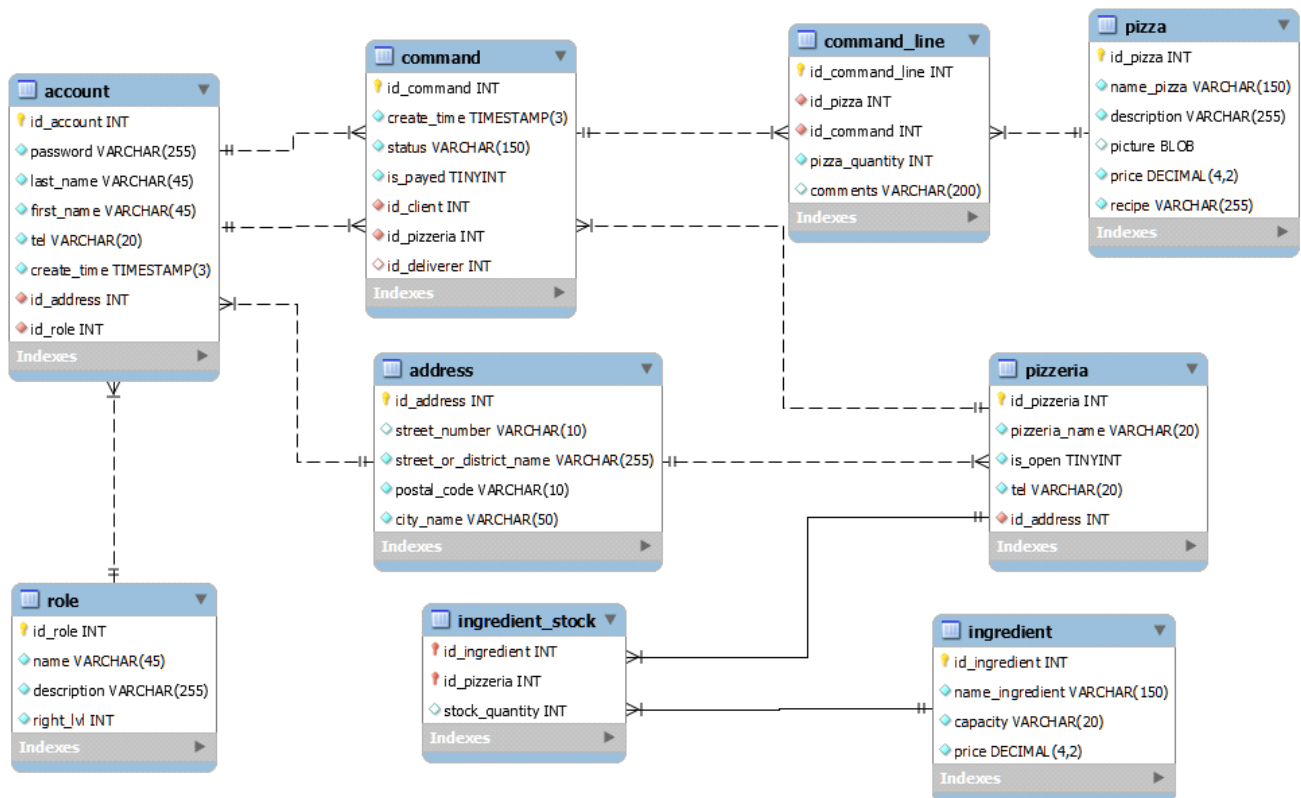 account
id_account INT
password VARCHAR(255)
last_name VARCHAR(45)
first_name VARCHAR(45)
tel VARCHAR(20)
create_time TIMESTAMP(3)
id_address INT
id_role INT
Indexes
command
id_command INT
create_time TIMESTAMP(3)
status VARCHAR(150)
is_payed TINYINT
id_client INT
id_pizzeria INT
id_deliverer INT
Indexes
command_line
id_command_line INT
id_pizza INT
id_command INT
pizza_quantity INT
comments VARCHAR(200)
Indexes
pizza
id_pizza INT
name_pizza VARCHAR(150)
description VARCHAR(255)
picture BLOB
price DECIMAL(4,2)
recipe VARCHAR(255)
Indexes
address
id_address INT
street_number VARCHAR(10)
street_or_district_name VARCHAR(255)
postal_code VARCHAR(10)
city_name VARCHAR(50)
Indexes
pizzeria
id_pizzeria INT
pizzeria_name VARCHAR(20)
is_open TINYINT
tel VARCHAR(20)
id_address INT
Indexes
role
id_role INT
name VARCHAR(45)
description VARCHAR(255)
right_lvl INT
Indexes
ingredient_stock
id_ingredient INT
id_pizzeria INT
stock_quantity INT
Indexes
ingredient
id_ingredient INT
name_ingredient VARCHAR(150)
capacity VARCHAR(20)
price DECIMAL(4,2)
Indexes